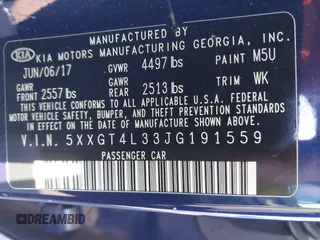 MANUFACTURED BY
KIA KIA MOTORS MANUFACTURING GEORGIA, INC.
JUN/06/17 GVWR 4497 lbs PAINT M5U
GAWR FRONT 2557 lbs GAWR REAR 2513 lbs TRIM WK
THIS VEHICLE CONFORMS TO ALL APPLICABLE FEDERAL MOTOR VEHICLE SAFETY, BUMPER, AND THEFT PREVENTION STANDARDS IN EFFECT ON THE DATE OF MANUFACTURE SHOWN ABOVE.
V.I.N. 5XXGT4L33JG191559
PASSENGER CAR
DREAMBID